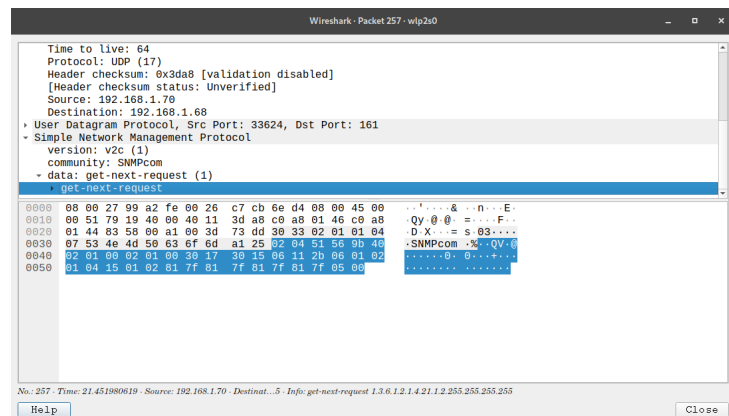 Wireshark · Packet 257 · wlp2s0
Time to live: 64
Protocol: UDP (17)
Header checksum: 0x3da8 [validation disabled]
[Header checksum status: Unverified]
Source: 192.168.1.70
Destination: 192.168.1.68
User Datagram Protocol, Src Port: 33624, Dst Port: 161
Simple Network Management Protocol
version: v2c (1)
community: SNMPcom
data: get-next-request (1)
get-next-request
0000 08 00 27 99 a2 fe 00 26 c7 cb 6e d4 08 00 45 00 ··'····& ··n···E·
0010 00 51 79 19 40 00 40 11 3d a8 c0 a8 01 46 c0 a8 ·Qy·@·@· =····F··
0020 01 44 83 58 00 a1 00 3d 73 dd 30 33 02 01 01 04 ·D·X···= s·03····
0030 07 53 4e 4d 50 63 6f 6d a1 25 02 04 51 56 9b 40 ·SNMPcom ·%··QV·@
0040 02 01 00 02 01 00 30 17 30 15 06 11 2b 06 01 02 ······0· 0···+···
0050 01 04 15 01 02 81 7f 81 7f 81 7f 81 7f 05 00 ········ ·······
No.: 257 · Time: 21.451980619 · Source: 192.168.1.70 · Destinat…5 · Info: get-next-request 1.3.6.1.2.1.4.21.1.2.255.255.255.255
Help Close